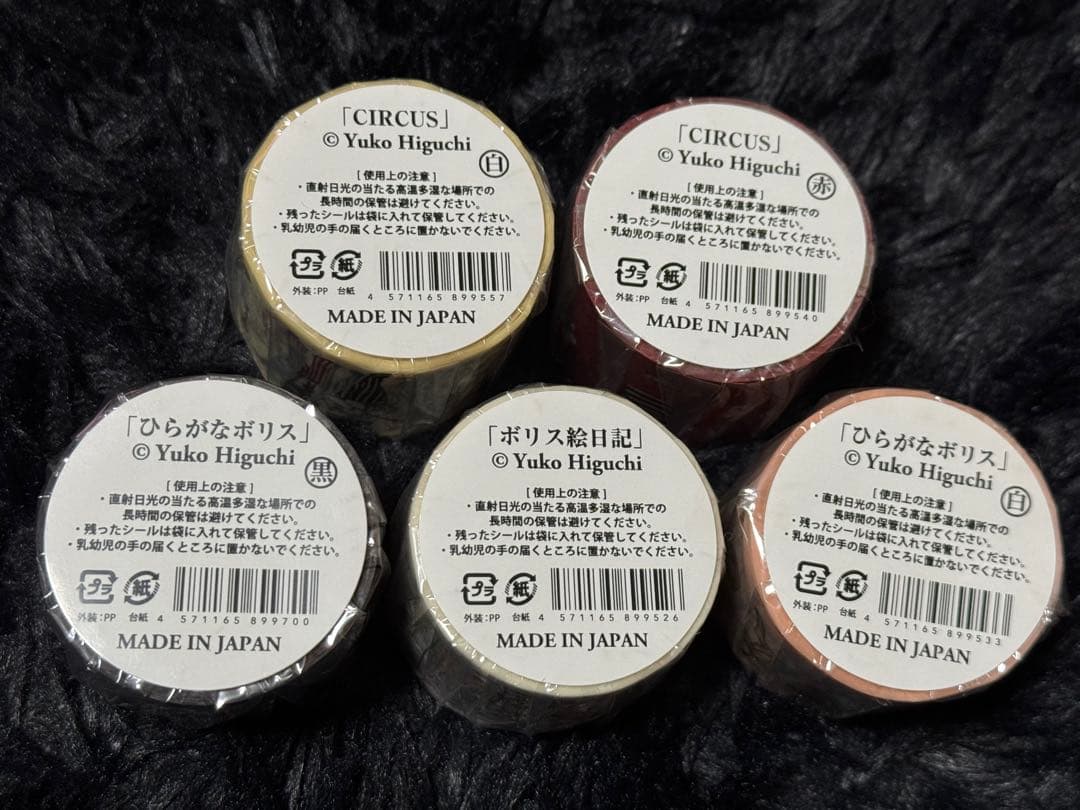 「CIRCUS」
© Yuko Higuchi
白
[ 使用上の注意 ]
・直射日光の当たる高温多湿な場所での
長時間の保管は避けてください。
・残ったシールは袋に入れて保管してください。
・乳幼児の手の届くところに置かないでください。
プラ 紙
外装：PP 台紙 4 571165 899557
MADE IN JAPAN
「CIRCUS」
© Yuko Higuchi
赤
[ 使用上の注意 ]
・直射日光の当たる高温多湿な場所での
長時間の保管は避けてください。
・残ったシールは袋に入れて保管してください。
・乳幼児の手の届くところに置かないでください。
プラ 紙
外装：PP 台紙 4 571165 899540
MADE IN JAPAN
「ひらがなボリス」
© Yuko Higuchi
黒
[ 使用上の注意 ]
・直射日光の当たる高温多湿な場所での
長時間の保管は避けてください。
・残ったシールは袋に入れて保管してください。
・乳幼児の手の届くところに置かないでください。
プラ 紙
外装：PP 台紙 4 571165 899700
MADE IN JAPAN
「ボリス絵日記」
© Yuko Higuchi
[ 使用上の注意 ]
・直射日光の当たる高温多湿な場所での
長時間の保管は避けてください。
・残ったシールは袋に入れて保管してください。
・乳幼児の手の届くところに置かないでください。
プラ 紙
外装：PP 台紙 4 571165 899526
MADE IN JAPAN
「ひらがなボリス」
© Yuko Higuchi
白
[ 使用上の注意 ]
・直射日光の当たる高温多湿な場所での
長時間の保管は避けてください。
・残ったシールは袋に入れて保管してください。
・乳幼児の手の届くところに置かないでください。
プラ 紙
外装：PP 台紙 4 571165 899533
MADE IN JAPAN